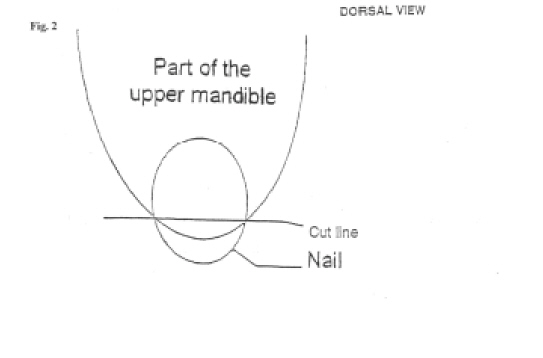 DORSAL VIEW
Fig. 2
Part of the
upper mandible
Cut line
Nail